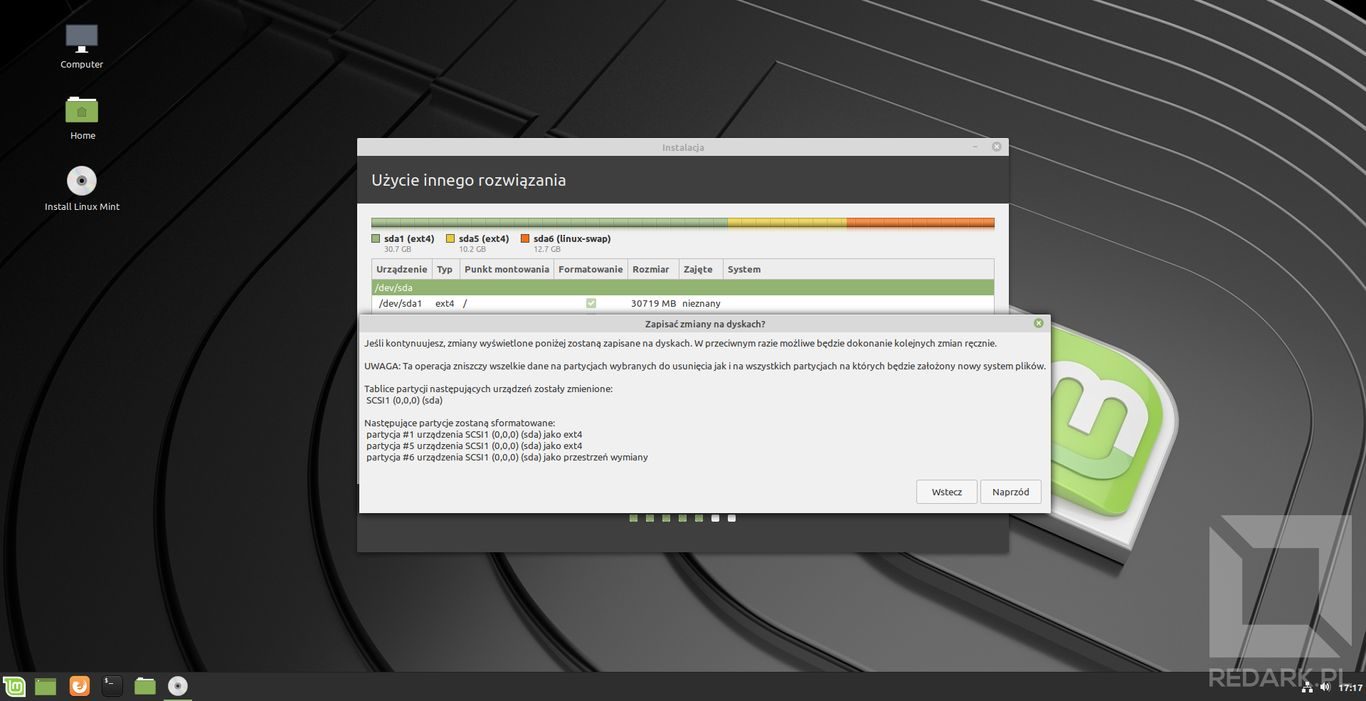 Computer
Home
Install Linux Mint
Instalacja
Użycie innego rozwiązania
sda1 (ext4) sda5 (ext4) sda6 (linux-swap)
30.7 GB 10.2 GB 12.7 GB
Urządzenie Typ Punkt montowania Formatowanie Rozmiar Zajęte System
/dev/sda
/dev/sda1 ext4 / 30719 MB nieznany
Zapisać zmiany na dyskach?
Jeśli kontynuujesz, zmiany wyświetlone poniżej zostaną zapisane na dyskach. W przeciwnym razie możliwe będzie dokonanie kolejnych zmian ręcznie.
UWAGA: Ta operacja zniszczy wszelkie dane na partycjach wybranych do usunięcia jak i na wszystkich partycjach na których będzie założony nowy system plików.
Tablice partycji następujących urządzeń zostały zmienione:
SCSI1 (0,0,0) (sda)
Następujące partycje zostaną sformatowane:
partycja #1 urządzenia SCSI1 (0,0,0) (sda) jako ext4
partycja #5 urządzenia SCSI1 (0,0,0) (sda) jako ext4
partycja #6 urządzenia SCSI1 (0,0,0) (sda) jako przestrzeń wymiany
Wstecz Naprzód
REDARK.PL
17:17